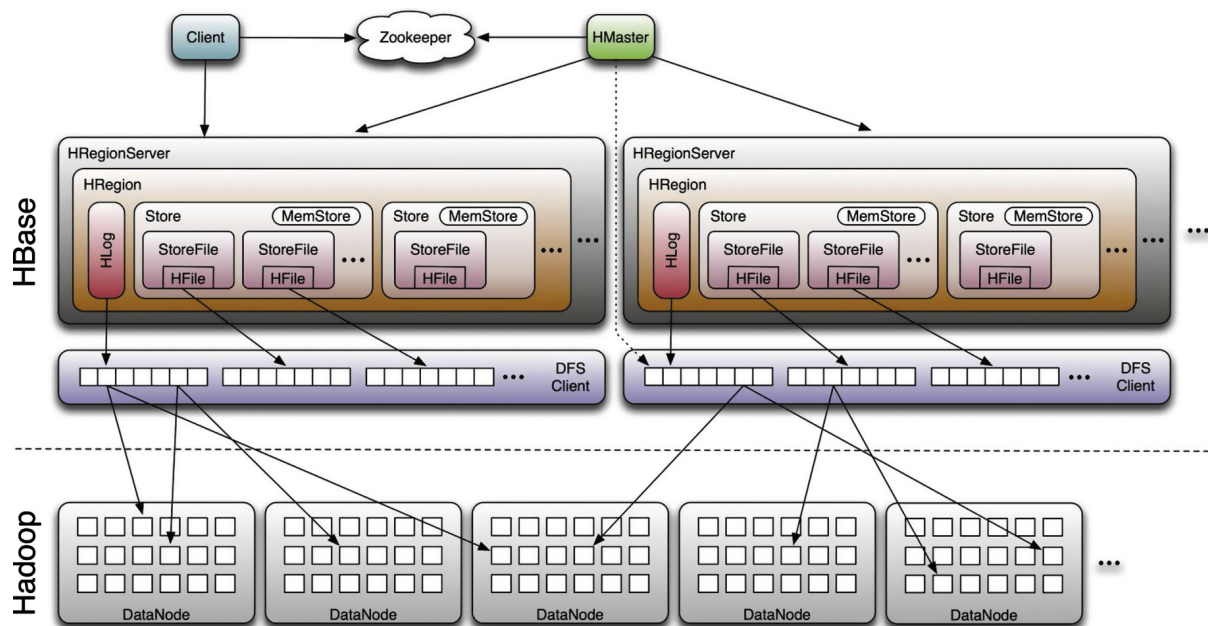 Client
Zookeeper
HMaster
HBase
HRegionServer
HRegion
HLog
Store
MemStore
StoreFile
HFile
StoreFile
HFile
...
Store
MemStore
StoreFile
HFile
...
...
HRegionServer
HRegion
HLog
Store
MemStore
StoreFile
HFile
StoreFile
HFile
...
Store
MemStore
StoreFile
HFile
...
...
...
...
DFS
Client
...
DFS
Client
Hadoop
DataNode
DataNode
DataNode
DataNode
DataNode
...